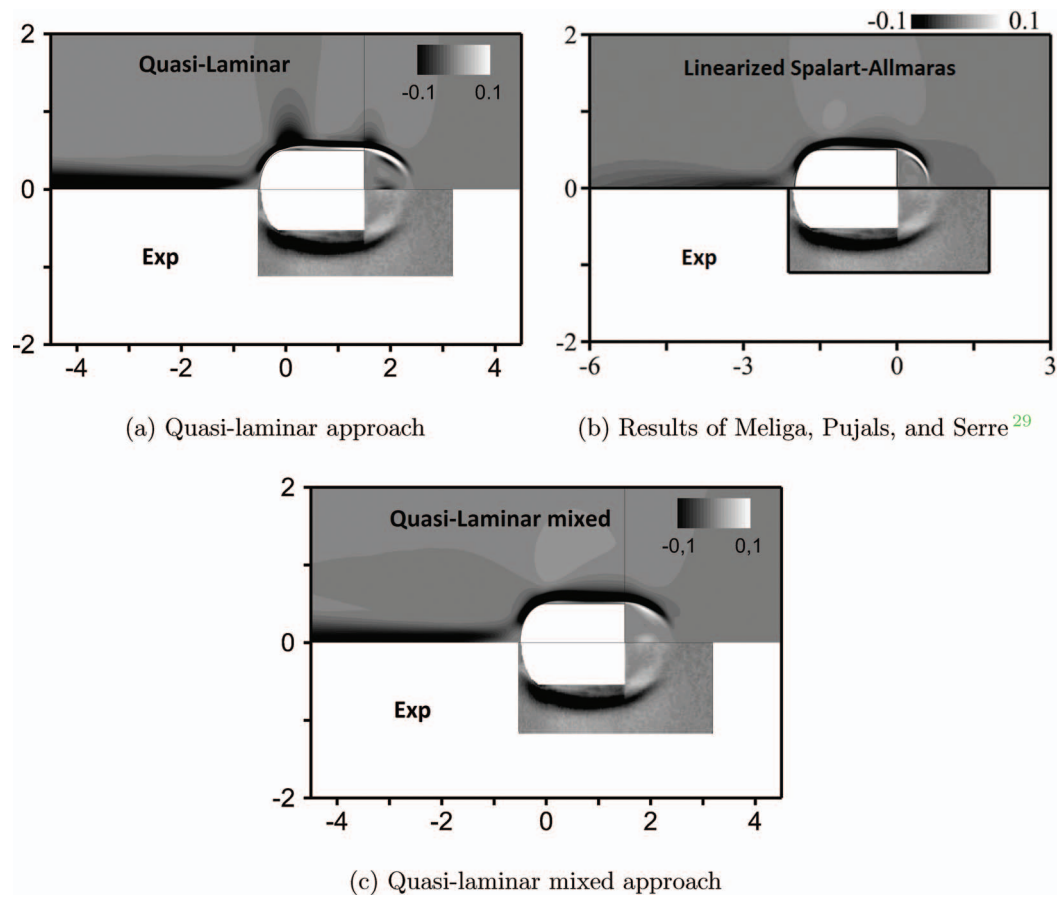 2
Quasi-Laminar
-0.1 0.1
0
Exp
-2
-4 -2 0 2 4
(a) Quasi-laminar approach
-0.1 0.1
2
Linearized Spalart-Allmaras
0
Exp
-2
-6 -3 0 3
(b) Results of Meliga, Pujals, and Serre 29
2
Quasi-Laminar mixed
-0,1 0,1
0
Exp
-2
-4 -2 0 2 4
(c) Quasi-laminar mixed approach